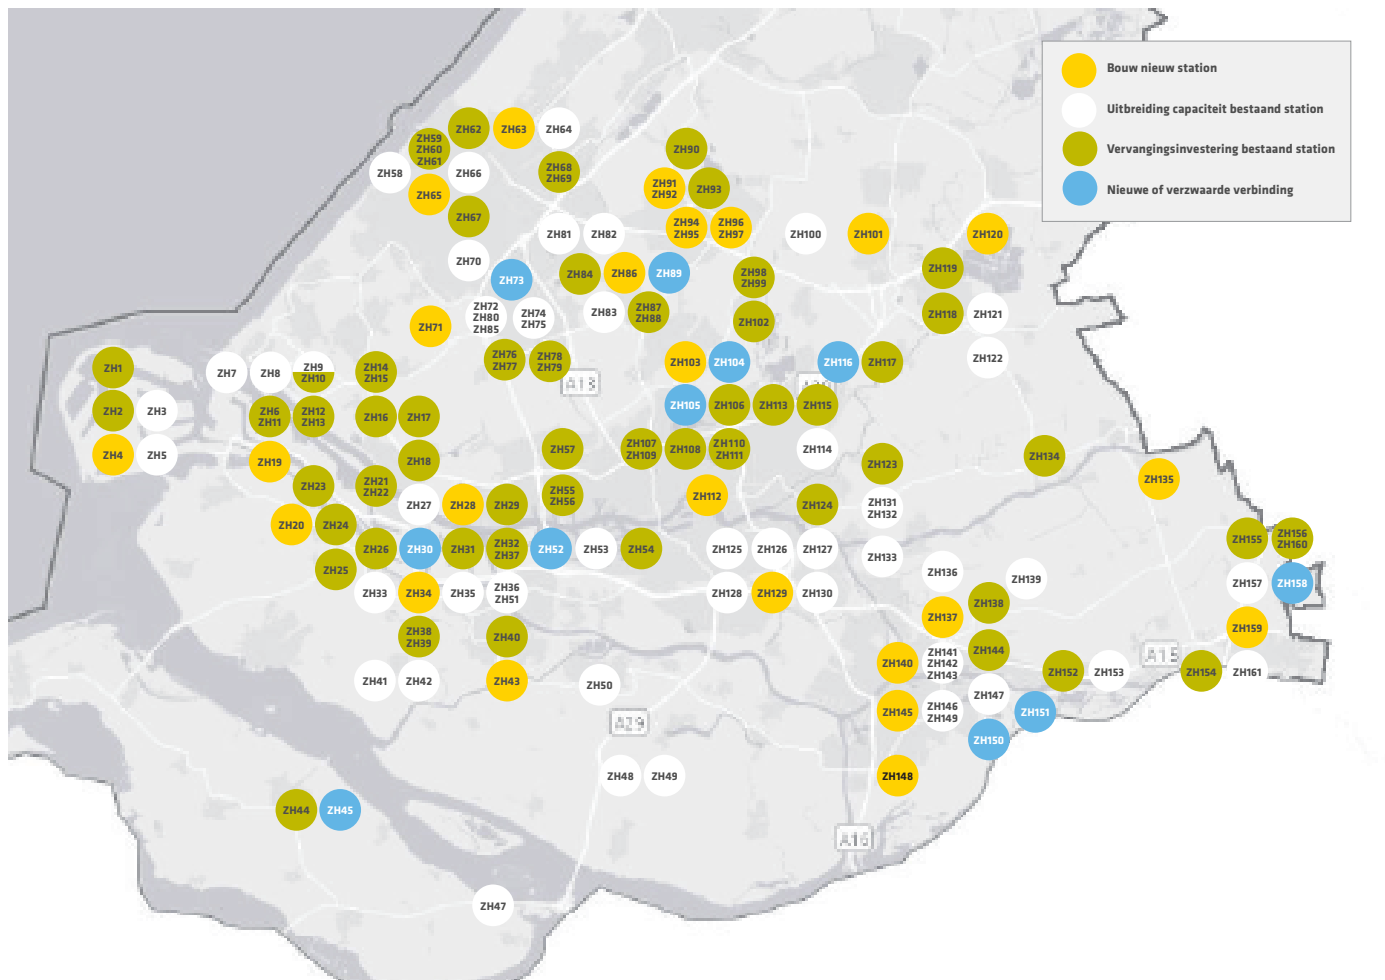 Bouw nieuw station
Uitbreiding capaciteit bestaand station
Vervangingsinvestering bestaand station
Nieuwe of verzwaarde verbinding
ZH62
ZH63
ZH64
ZH59
ZH60
ZH61
ZH58
ZH66
ZH68
ZH69
ZH65
ZH67
ZH90
ZH91
ZH92
ZH93
ZH94
ZH95
ZH96
ZH97
ZH81
ZH82
ZH100
ZH101
ZH120
ZH70
ZH73
ZH84
ZH86
ZH89
ZH98
ZH99
ZH119
ZH72
ZH80
ZH85
ZH74
ZH75
ZH83
ZH87
ZH88
ZH71
ZH102
ZH118
ZH121
ZH76
ZH77
ZH78
ZH79
ZH103
ZH104
ZH116
ZH117
ZH122
ZH1
ZH7
ZH8
ZH9
ZH10
ZH14
ZH15
A13
ZH2
ZH3
ZH6
ZH11
ZH12
ZH13
ZH16
ZH17
ZH105
ZH106
ZH113
ZH115
ZH4
ZH5
ZH19
ZH18
ZH57
ZH107
ZH109
ZH108
ZH110
ZH111
ZH114
ZH123
ZH134
ZH135
ZH23
ZH21
ZH22
ZH27
ZH28
ZH29
ZH55
ZH56
ZH112
ZH124
ZH131
ZH132
ZH20
ZH24
ZH26
ZH30
ZH31
ZH32
ZH37
ZH52
ZH53
ZH54
ZH125
ZH126
ZH127
ZH133
ZH155
ZH156
ZH160
ZH25
ZH33
ZH34
ZH35
ZH36
ZH51
ZH128
ZH129
ZH130
ZH136
ZH139
ZH138
ZH157
ZH158
ZH38
ZH39
ZH40
ZH137
ZH159
ZH41
ZH42
ZH43
ZH50
ZH140
ZH141
ZH142
ZH143
ZH144
ZH152
ZH153
A15
ZH154
ZH161
A29
ZH145
ZH146
ZH149
ZH147
ZH151
ZH150
ZH48
ZH49
ZH148
ZH44
ZH45
A16
ZH47